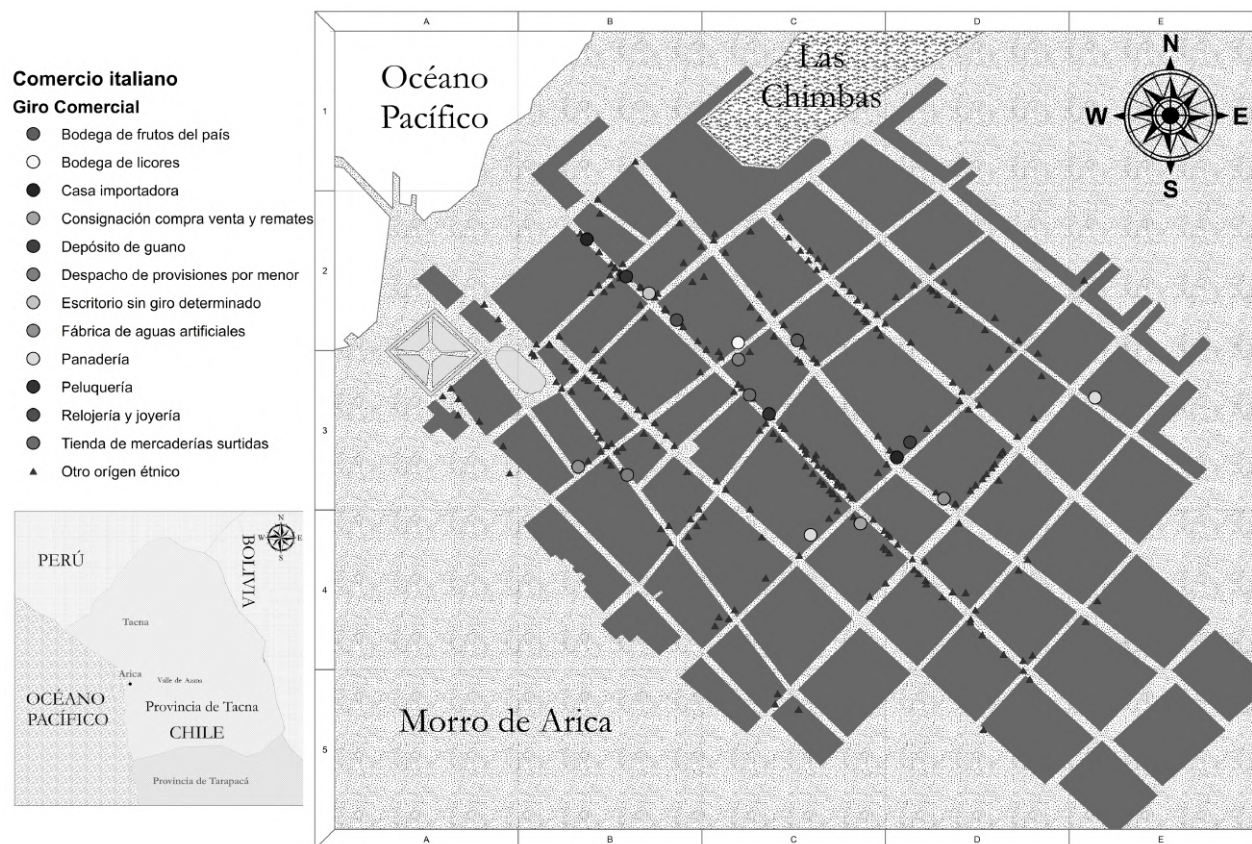 Comercio italiano
Giro Comercial
Bodega de frutos del país
Bodega de licores
Casa importadora
Consignación compra venta y remates
Depósito de guano
Despacho de provisiones por menor
Escritorio sin giro determinado
Fábrica de aguas artificiales
Panadería
Peluquería
Relojería y joyería
Tienda de mercaderías surtidas
Otro orígen étnico
A
B
C
D
E
1
2
3
4
5
Océano
Pacífico
Las
Chimbas
N
W
E
S
Morro de Arica
A
B
C
D
E
PERÚ
BOLIVIA
N
W
E
S
Tacna
Arica
Valle de Azapa
OCÉANO
PACÍFICO
Provincia de Tacna
CHILE
Provincia de Tarapacá